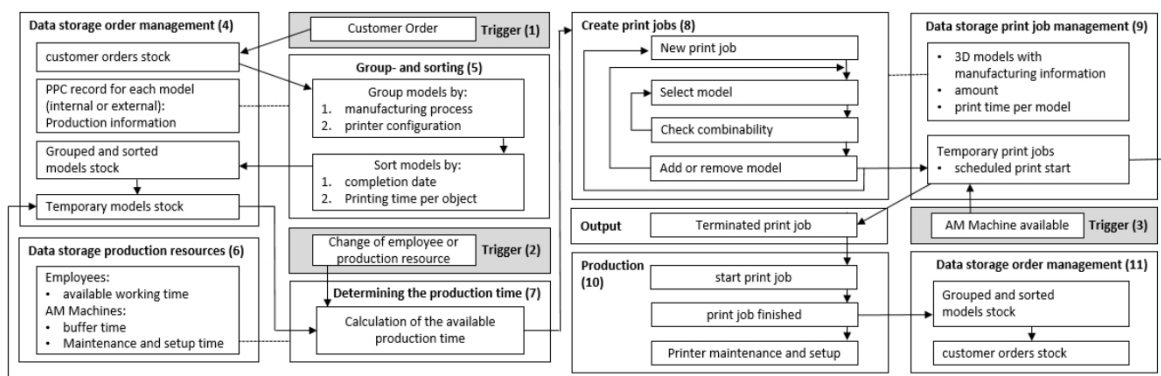 Data storage order management (4)
customer orders stock
PPC record for each model
(internal or external):
Production information
Grouped and sorted
models stock
Temporary models stock
Data storage production resources (6)
Employees:
• available working time
AM Machines:
• buffer time
• Maintenance and setup time
Customer Order
Trigger (1)
Group- and sorting (5)
Group models by:
1. manufacturing process
2. printer configuration
Sort models by:
1. completion date
2. Printing time per object
Change of employee or
production resource
Trigger (2)
Determining the production time (7)
Calculation of the available
production time
Create print jobs (8)
New print job
Select model
Check combinability
Add or remove model
Output
Terminated print job
Production
(10)
start print job
print job finished
Printer maintenance and setup
Data storage print job management (9)
• 3D models with
manufacturing information
• amount
• print time per model
Temporary print jobs
• scheduled print start
AM Machine available
Trigger (3)
Data storage order management (11)
Grouped and sorted
models stock
customer orders stock